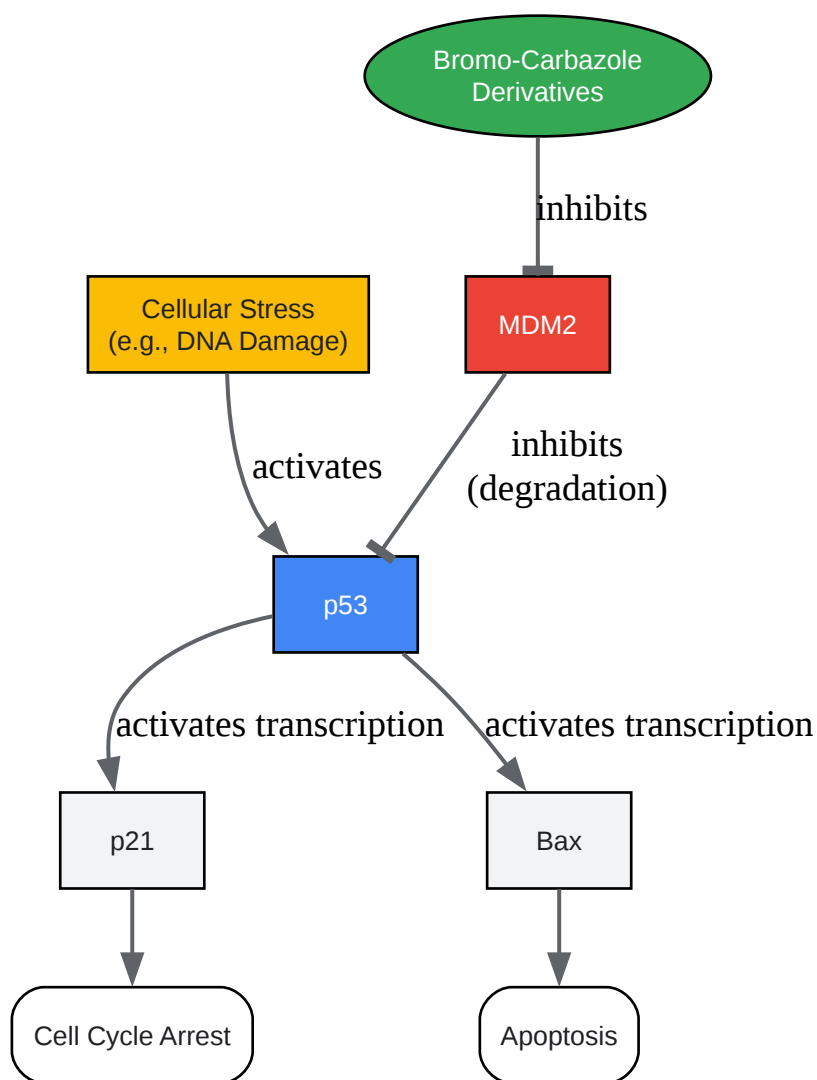 Bromo-Carbazole
Derivatives
inhibits
Cellular Stress
(e.g., DNA Damage)
MDM2
activates
inhibits
(degradation)
p53
activates transcription
activates transcription
p21
Bax
Cell Cycle Arrest
Apoptosis